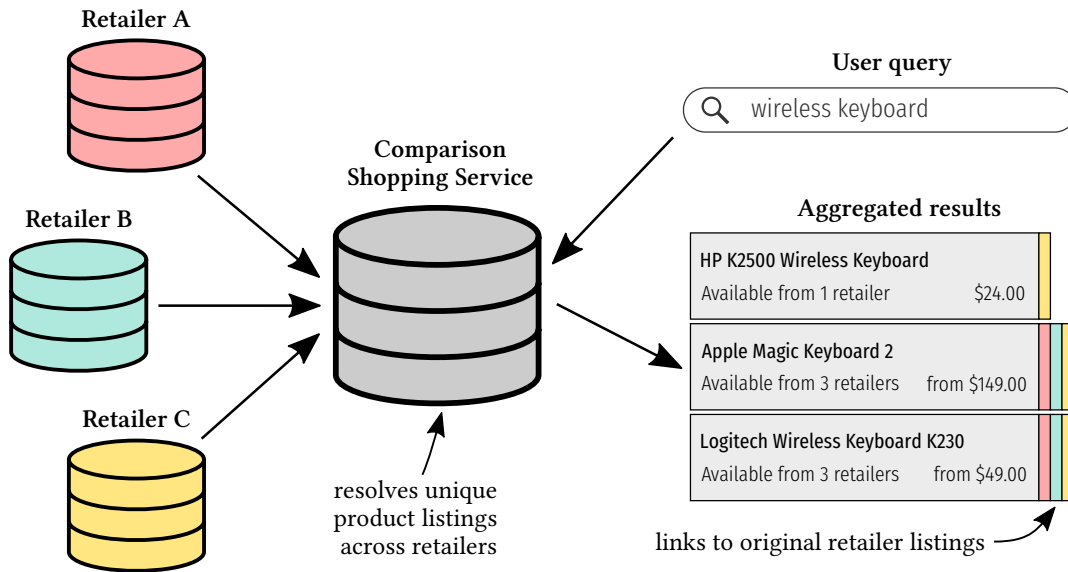 Retailer A
Retailer B
Retailer C
Comparison
Shopping Service
resolves unique
product listings
across retailers
User query
wireless keyboard
Aggregated results
HP K2500 Wireless Keyboard
Available from 1 retailer $24.00
Apple Magic Keyboard 2
Available from 3 retailers from $149.00
Logitech Wireless Keyboard K230
Available from 3 retailers from $49.00
links to original retailer listings